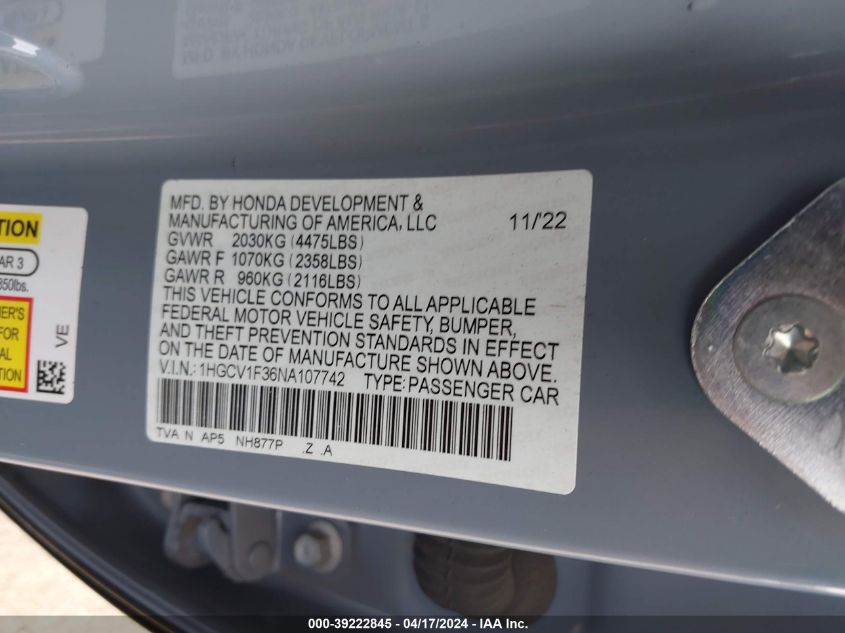 MFD. BY HONDA DEVELOPMENT &
MANUFACTURING OF AMERICA, LLC 11/'22
GVWR 2030KG (4475LBS)
GAWR F 1070KG (2358LBS)
GAWR R 960KG (2116LBS)
THIS VEHICLE CONFORMS TO ALL APPLICABLE
FEDERAL MOTOR VEHICLE SAFETY, BUMPER,
AND THEFT PREVENTION STANDARDS IN EFFECT
ON THE DATE OF MANUFACTURE SHOWN ABOVE.
V.I.N.: 1HGCV1F36NA107742 TYPE: PASSENGER CAR
TVA N AP5 NH877P .Z .A
VE
000-39222845 - 04/17/2024 - IAA Inc.